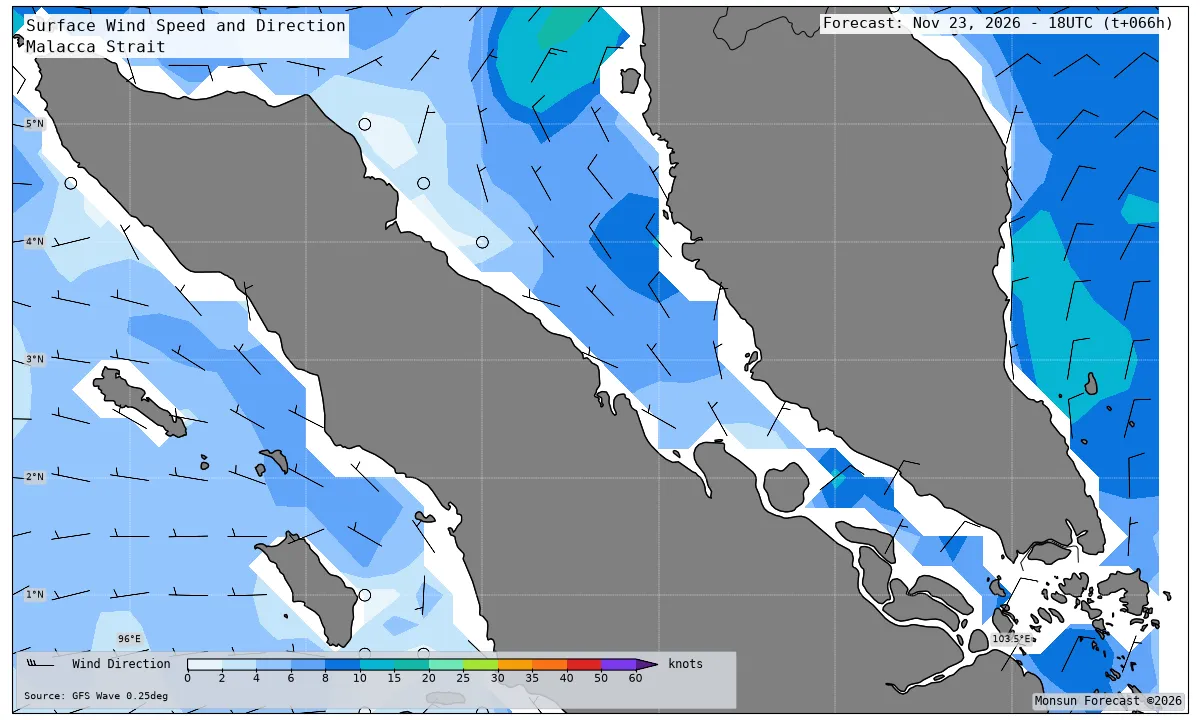 Surface Wind Speed and Direction
Malacca Strait
Forecast: Nov 23, 2026 - 18UTC (t+066h)
5°N
4°N
3°N
2°N
1°N
96°E
103.5°E
Wind Direction
0 2 4 6 8 10 12 15 20 25 30 35 40 50 60
knots
Source: GFS Wave 0.25deg
Monsun Forecast ©2026